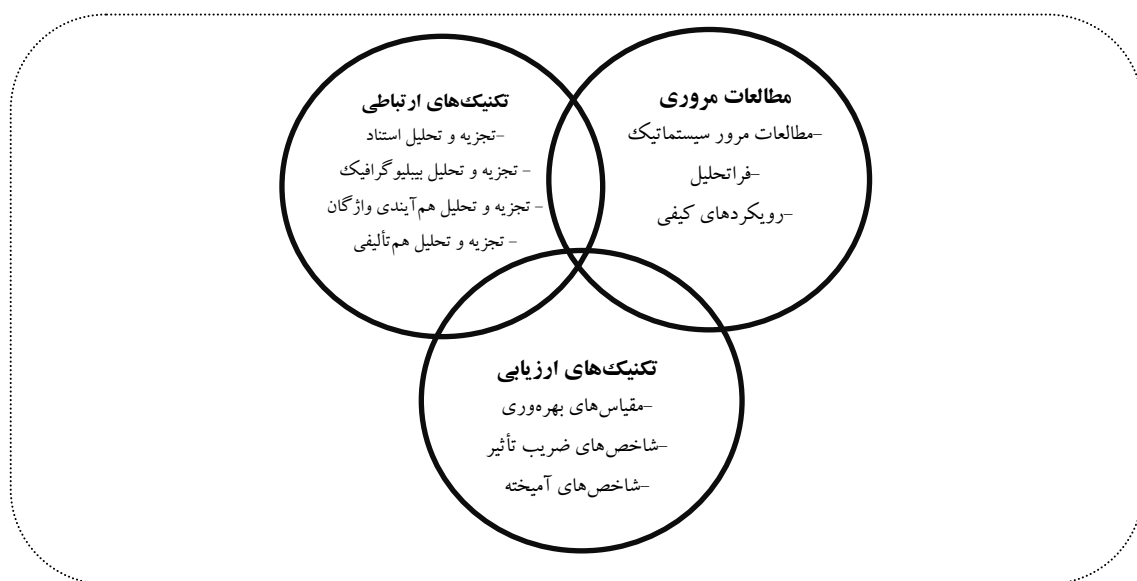 مطالعات مروری
–مطالعات مرور سیستماتیک
–فراتحلیل
–رویکردهای کیفی
تکنیک‌های ارتباطی
–تجزیه و تحلیل استناد
– تجزیه و تحلیل بیبلیوگرافیک
– تجزیه و تحلیل هم‌آیندی واژگان
– تجزیه و تحلیل هم‌تألیفی
تکنیک‌های ارزیابی
–مقیاس‌های بهره‌وری
–شاخص‌های ضریب تأثیر
–شاخص‌های آمیخته